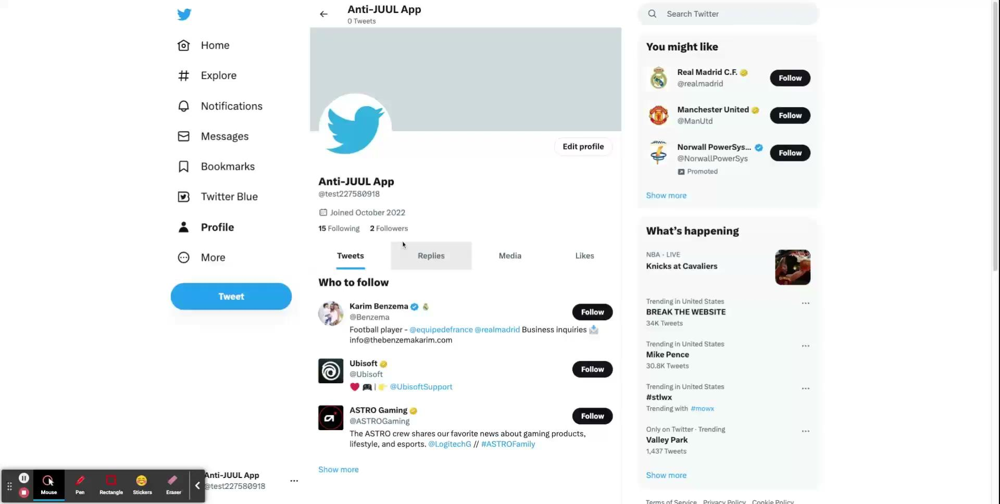 Home
Explore
Notifications
Messages
Bookmarks
Twitter Blue
Profile
More
Tweet
Anti-JUUL App
@test227580918
Mouse
Pen
Rectangle
Stickers
Eraser
Anti-JUUL App
0 Tweets
Edit profile
Anti-JUUL App
@test227580918
Joined October 2022
15 Following 2 Followers
Tweets Replies Media Likes
Who to follow
Karim Benzema
@Benzema
Follow
Football player - @equipedefrance @realmadrid Business inquiries 📩
info@thebenzemakarim.com
Ubisoft
@Ubisoft
Follow
❤️ 🎮 | 👉 @UbisoftSupport
ASTRO Gaming
@ASTROGaming
Follow
The ASTRO crew shares our favorite news about gaming products,
lifestyle, and esports. @LogitechG // #ASTROFamily
Show more
Search Twitter
You might like
Real Madrid C.F.
@realmadrid
Follow
Manchester United
@ManUtd
Follow
Norwall PowerSys...
@NorwallPowerSys
Follow
Promoted
Show more
What's happening
NBA · LIVE
Knicks at Cavaliers
Trending in United States
BREAK THE WEBSITE
34K Tweets
Trending in United States
Mike Pence
30.8K Tweets
Trending in United States
#stlwx
Trending with #mowx
Only on Twitter · Trending
Valley Park
1,437 Tweets
Show more
Terms of Service Privacy Policy Cookie Policy